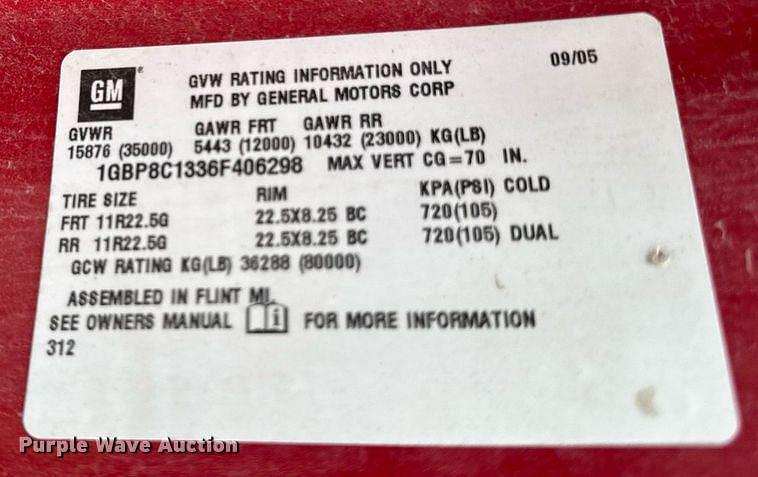 GM®
GVW RATING INFORMATION ONLY 09/05
MFD BY GENERAL MOTORS CORP
GVWR GAWR FRT GAWR RR
15876 (35000) 5443 (12000) 10432 (23000) KG(LB)
1GBP8C1336F406298 MAX VERT CG=70 IN.
TIRE SIZE RIM KPA(PSI) COLD
FRT 11R22.5G 22.5X8.25 BC 720(105)
RR 11R22.5G 22.5X8.25 BC 720(105) DUAL
GCW RATING KG(LB) 36288 (80000)
ASSEMBLED IN FLINT MI.
SEE OWNERS MANUAL i FOR MORE INFORMATION
312
Purple Wave Auction